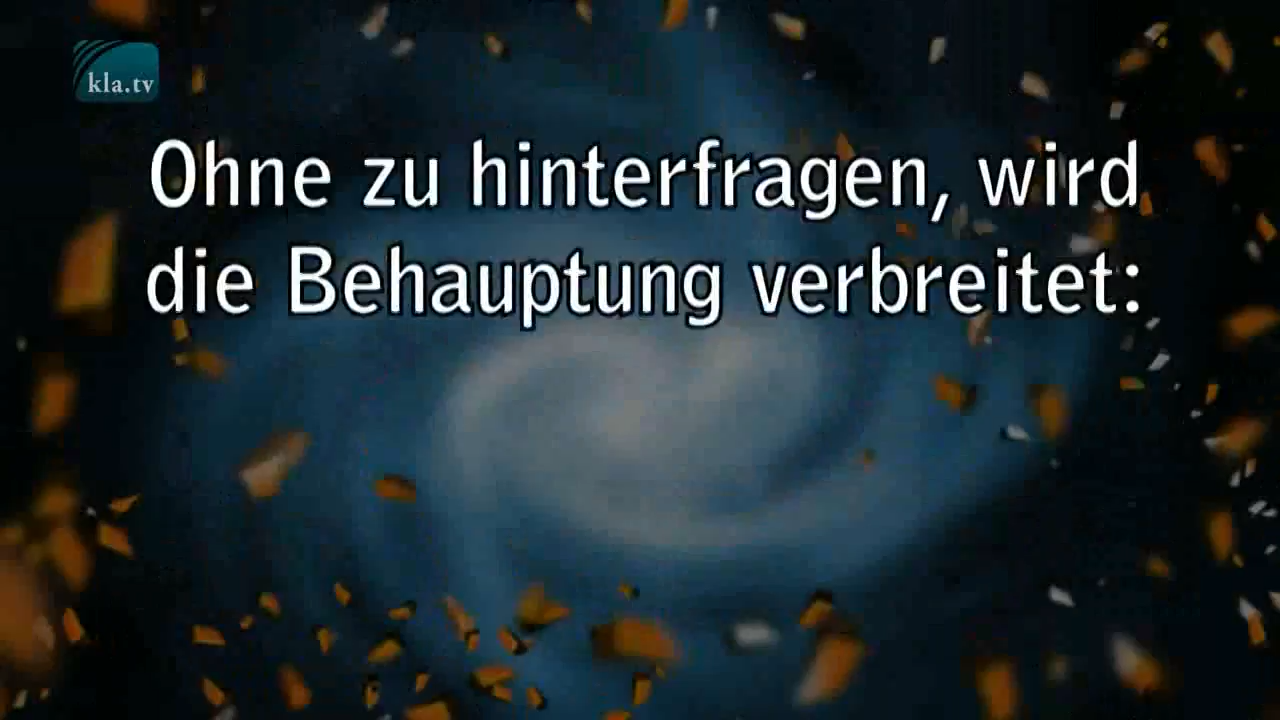 kla.tv
Ohne zu hinterfragen, wird
die Behauptung verbreitet: